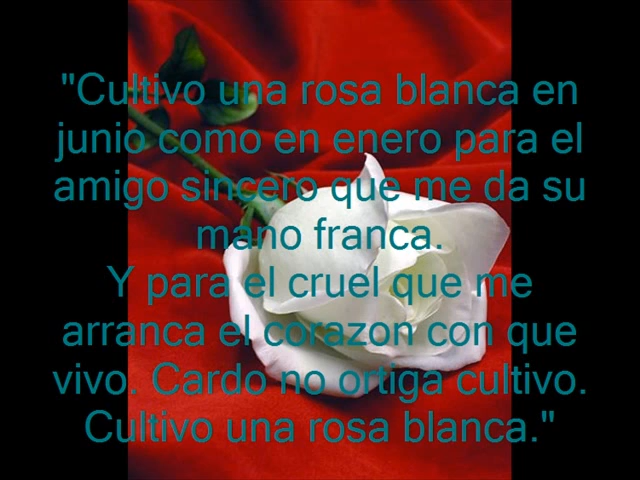 "Cultivo una rosa blanca en
junio como en enero para el
amigo sincero que me da su
mano franca.
Y para el cruel que me
arranca el corazon con que
vivo. Cardo no ortiga cultivo.
Cultivo una rosa blanca."